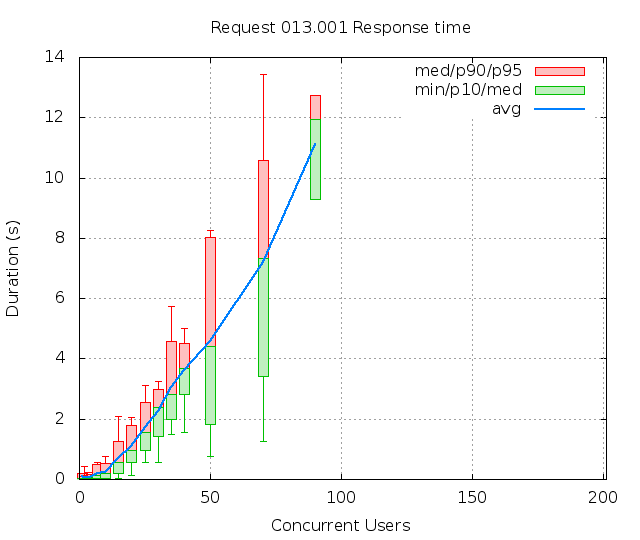 Request 013.001 Response time
14
12
10
8
6
4
2
0
Duration (s)
med/p90/p95
min/p10/med
avg
0 50 100 150 200
Concurrent Users